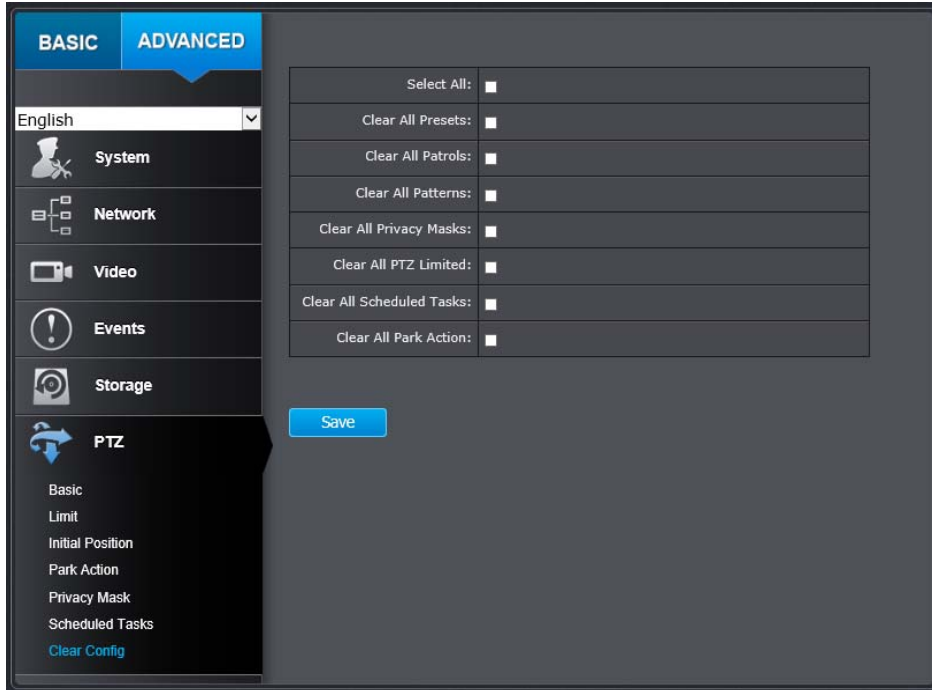 BASIC
ADVANCED
English
System
Network
Video
Events
Storage
PTZ
Basic
Limit
Initial Position
Park Action
Privacy Mask
Scheduled Tasks
Clear Config
Select All:
Clear All Presets:
Clear All Patrols:
Clear All Patterns:
Clear All Privacy Masks:
Clear All PTZ Limited:
Clear All Scheduled Tasks:
Clear All Park Action:
Save